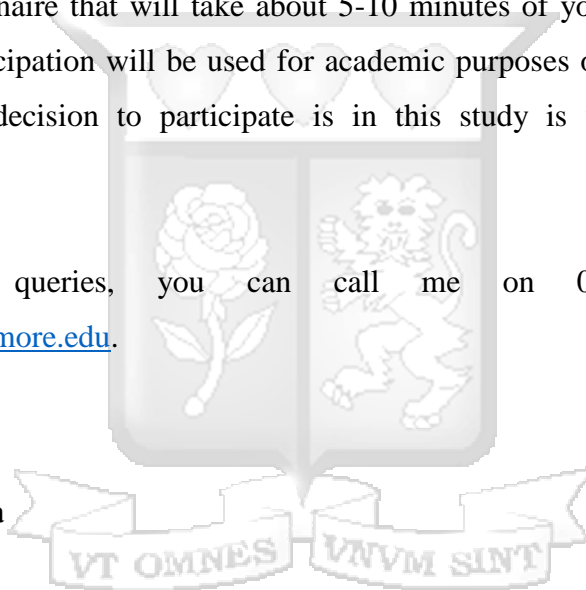 naire that will take about 5-10 minutes of yo
cipation will be used for academic purposes o
decision to participate is in this study is
queries, you can call me on 0
more.edu.
a
VT OMNES VNVM SINT